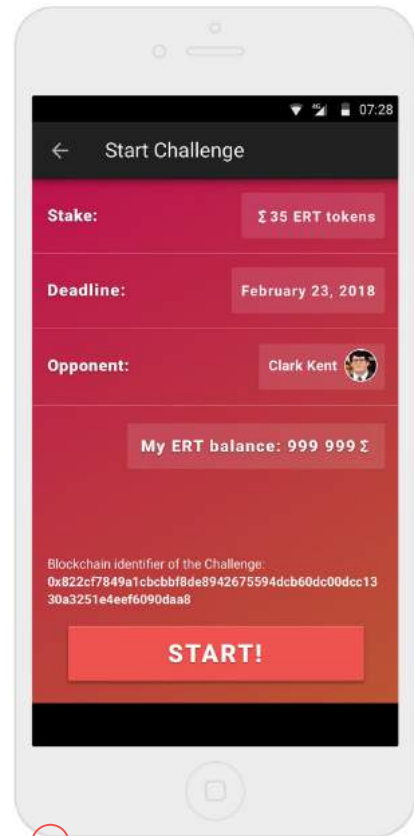 4G 07:28
Start Challenge
Stake: Σ 35 ERT tokens
Deadline: February 23, 2018
Opponent: Clark Kent
My ERT balance: 999 999 Σ
Blockchain identifier of the Challenge:
0x822cf7849a1cbcbbf8de8942675594dcb60dc00dcc13
30a3251e4eef6090daa8
START!